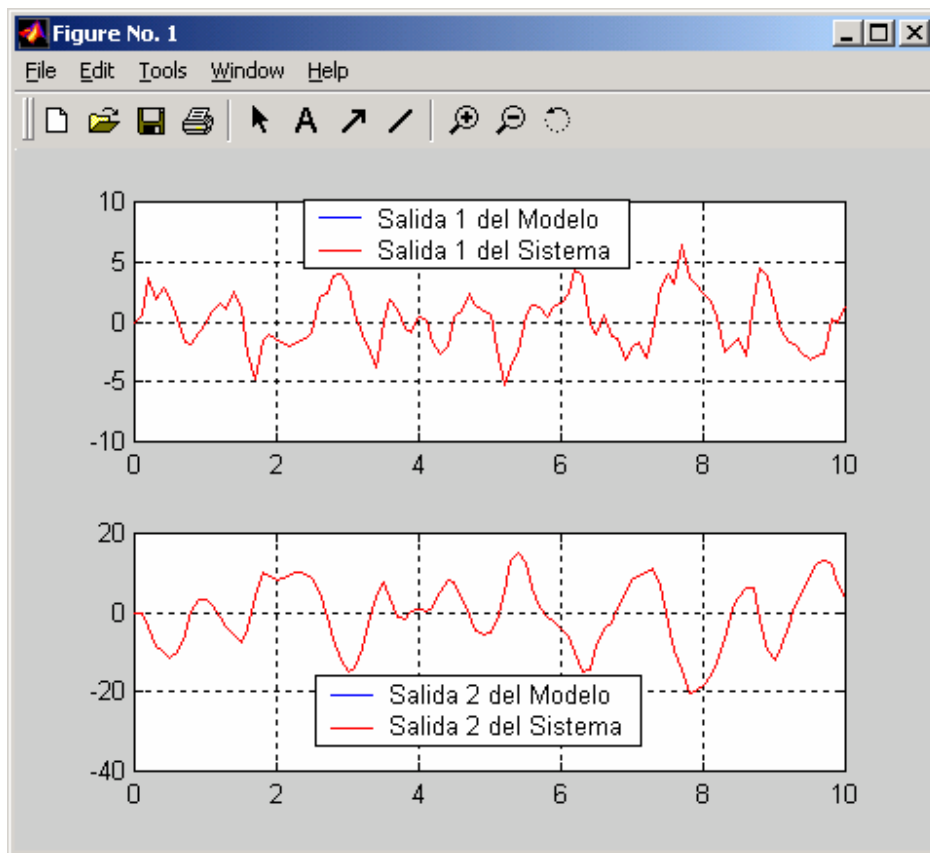 Figure No. 1
File Edit Tools Window Help
A
10
5
0
-5
-10
Salida 1 del Modelo
Salida 1 del Sistema
0 2 4 6 8 10
20
0
-20
-40
Salida 2 del Modelo
Salida 2 del Sistema
0 2 4 6 8 10